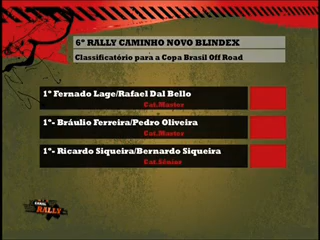 6º RALLY CAMINHO NOVO BLINDEX
Classificatório para a Copa Brasil Off Road
1º Fernado Lage/Rafael Dal Bello
Cat.Master
1º- Bráulio Ferreira/Pedro Oliveira
Cat.Master
1º- Ricardo Siqueira/Bernardo Siqueira
Cat.Sênior
CANAL
RALLY